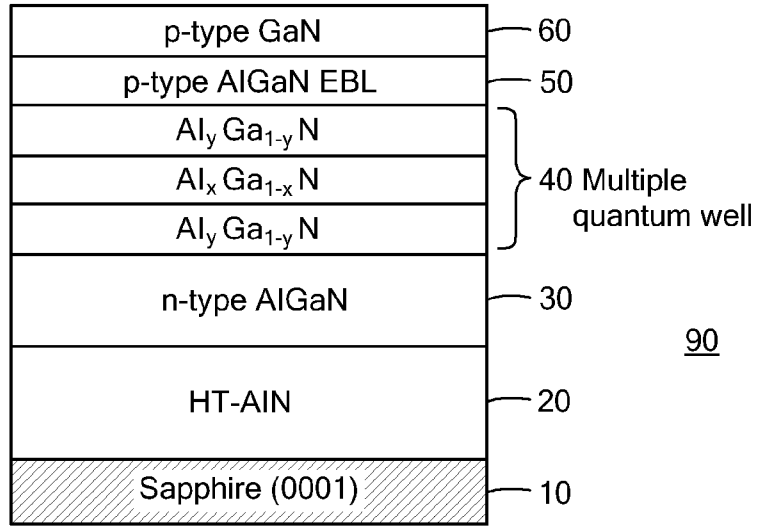 p-type GaN 60
p-type AlGaN EBL 50
AlyGa1-yN
AlxGa1-xN 40 Multiple
quantum well
AlyGa1-yN
n-type AlGaN 30
90
HT-AlN 20
Sapphire (0001) 10